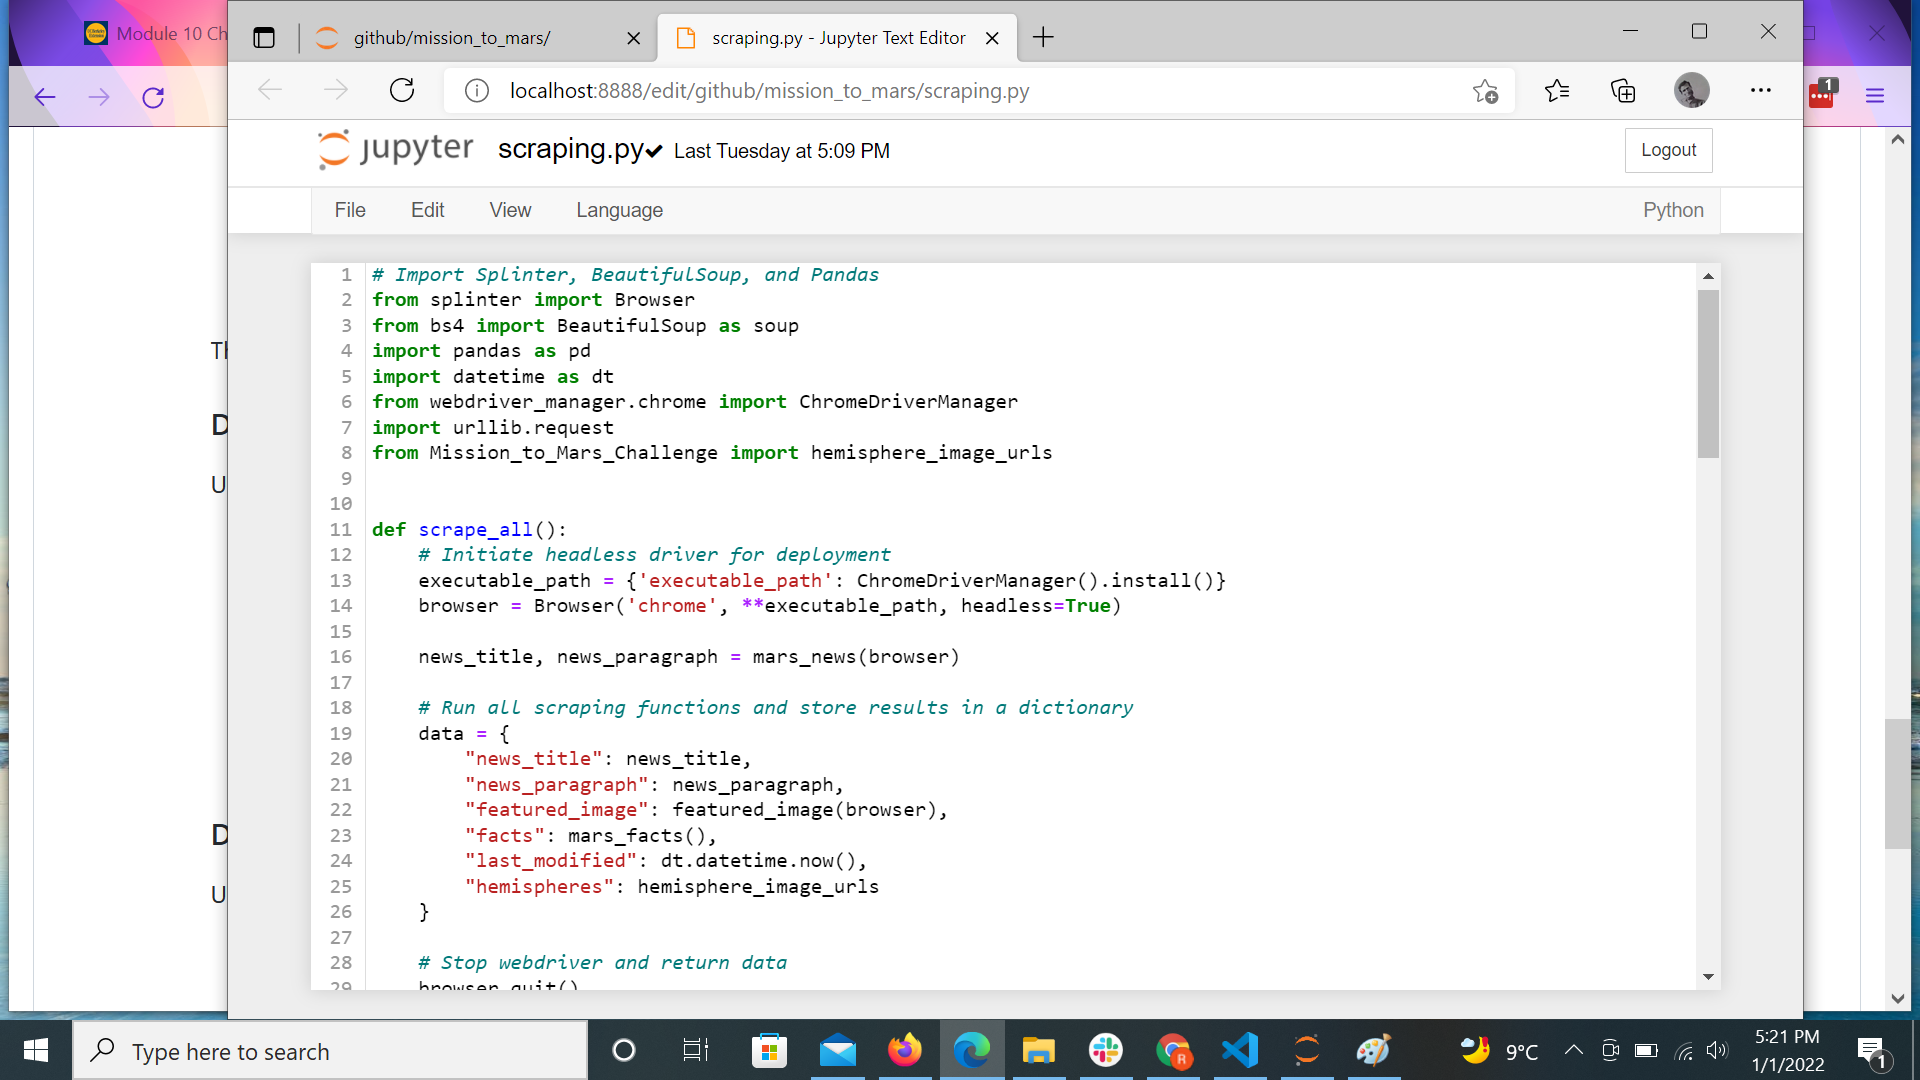 Module 10 Ch
github/mission_to_mars/
scraping.py - Jupyter Text Editor
localhost:8888/edit/github/mission_to_mars/scraping.py
1
jupyter scraping.py Last Tuesday at 5:09 PM
Logout
File Edit View Language Python
Th
D
U
D
U
1 # Import Splinter, BeautifulSoup, and Pandas
2 from splinter import Browser
3 from bs4 import BeautifulSoup as soup
4 import pandas as pd
5 import datetime as dt
6 from webdriver_manager.chrome import ChromeDriverManager
7 import urllib.request
8 from Mission_to_Mars_Challenge import hemisphere_image_urls
9
10
11 def scrape_all():
12     # Initiate headless driver for deployment
13     executable_path = {'executable_path': ChromeDriverManager().install()}
14     browser = Browser('chrome', **executable_path, headless=True)
15
16     news_title, news_paragraph = mars_news(browser)
17
18     # Run all scraping functions and store results in a dictionary
19     data = {
20         "news_title": news_title,
21         "news_paragraph": news_paragraph,
22         "featured_image": featured_image(browser),
23         "facts": mars_facts(),
24         "last_modified": dt.datetime.now(),
25         "hemispheres": hemisphere_image_urls
26     }
27
28     # Stop webdriver and return data
29     browser.quit()
Type here to search
R
9°C
5:21 PM
1/1/2022
1